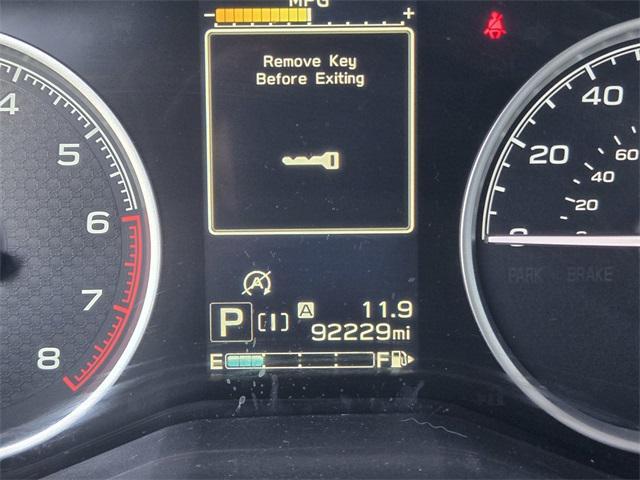 MPG
- +
Remove Key
Before Exiting
4
5
6
7
8
A
P
A 11.9
92229mi
E F
40
20
0
60
40
20
PARK BRAKE